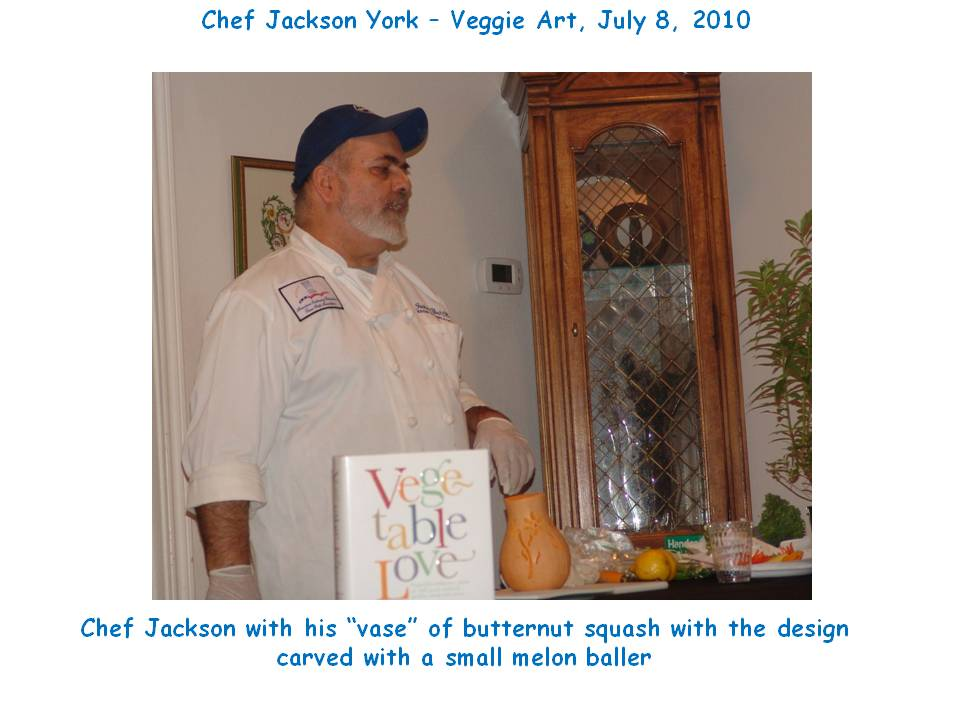 Chef Jackson York – Veggie Art, July 8, 2010
Vege
table
Love
Chef Jackson with his “vase” of butternut squash with the design
carved with a small melon baller